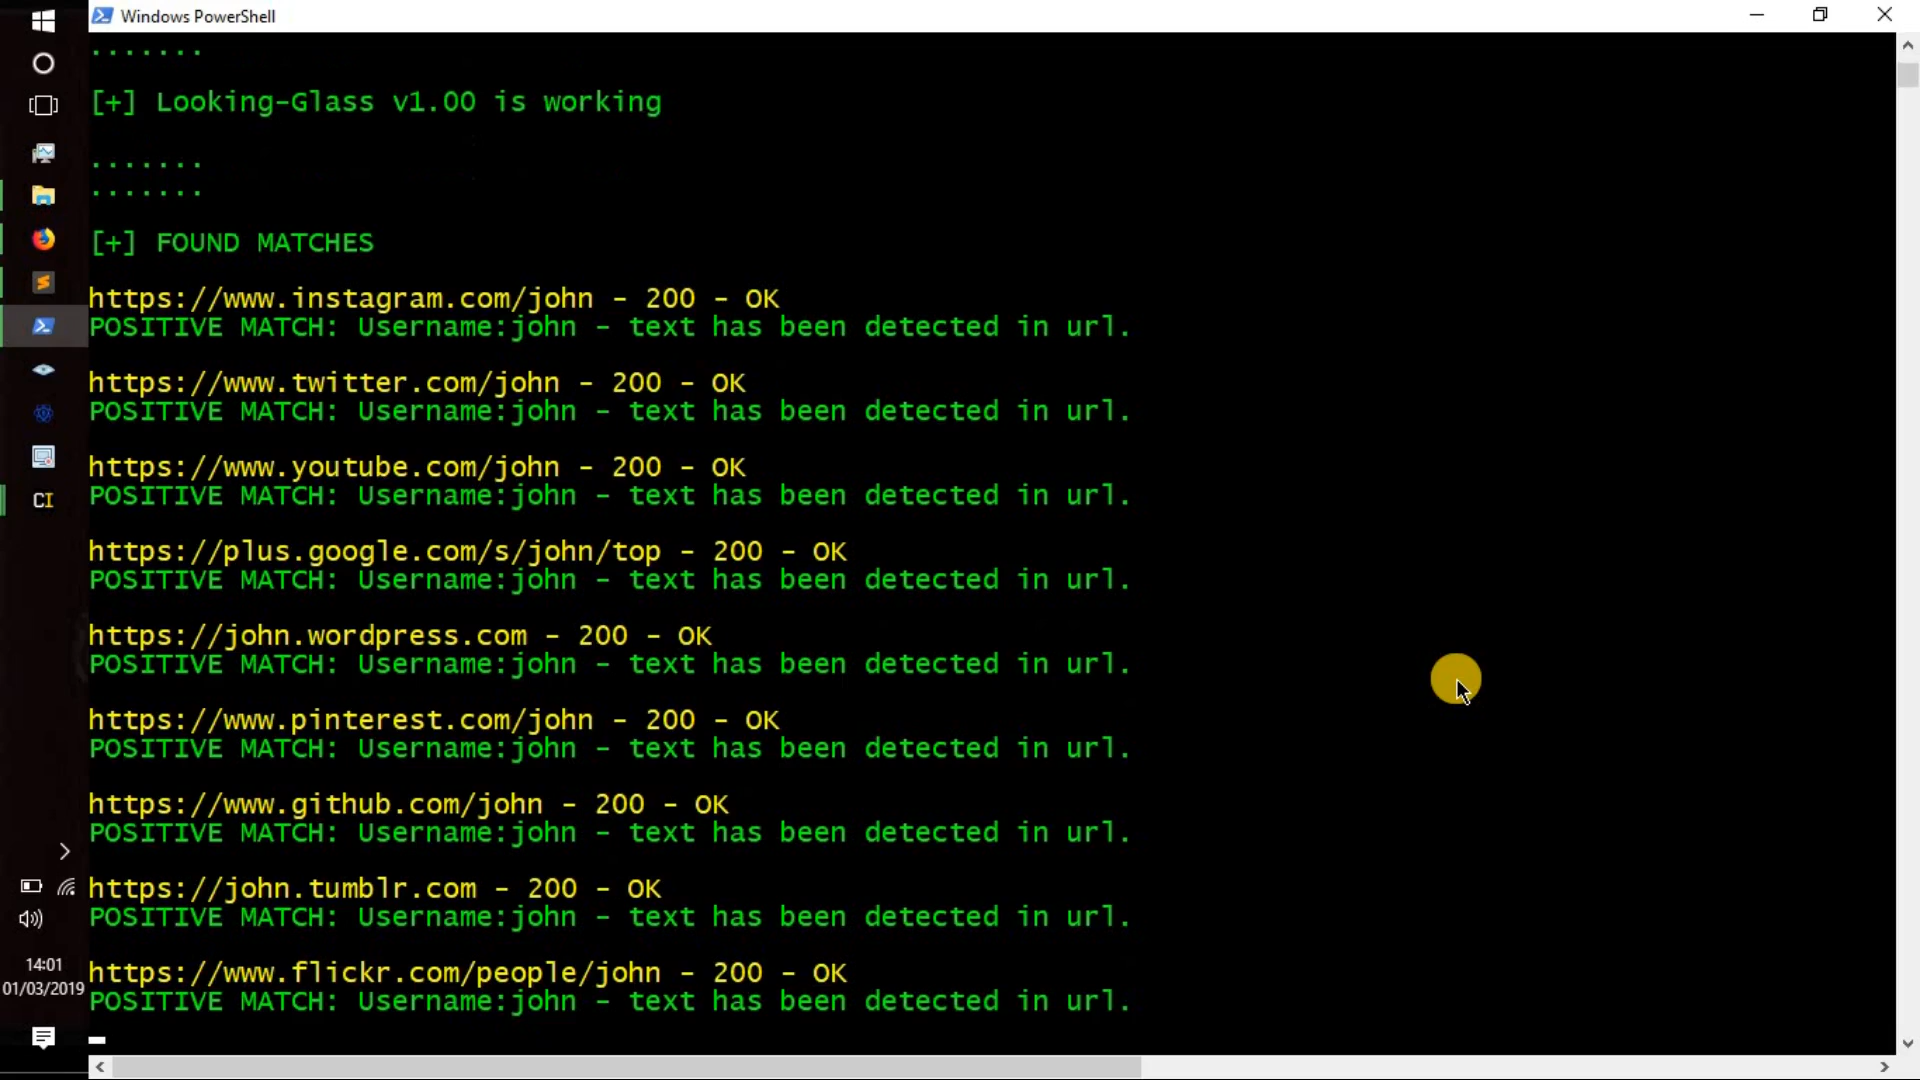 Windows PowerShell
.......
[+] Looking-Glass v1.00 is working
.......
.......
[+] FOUND MATCHES
https://www.instagram.com/john - 200 - OK
POSITIVE MATCH: Username:john - text has been detected in url.
https://www.twitter.com/john - 200 - OK
POSITIVE MATCH: Username:john - text has been detected in url.
https://www.youtube.com/john - 200 - OK
POSITIVE MATCH: Username:john - text has been detected in url.
https://plus.google.com/s/john/top - 200 - OK
POSITIVE MATCH: Username:john - text has been detected in url.
https://john.wordpress.com - 200 - OK
POSITIVE MATCH: Username:john - text has been detected in url.
https://www.pinterest.com/john - 200 - OK
POSITIVE MATCH: Username:john - text has been detected in url.
https://www.github.com/john - 200 - OK
POSITIVE MATCH: Username:john - text has been detected in url.
https://john.tumblr.com - 200 - OK
POSITIVE MATCH: Username:john - text has been detected in url.
https://www.flickr.com/people/john - 200 - OK
POSITIVE MATCH: Username:john - text has been detected in url.
CI
14:01
01/03/2019